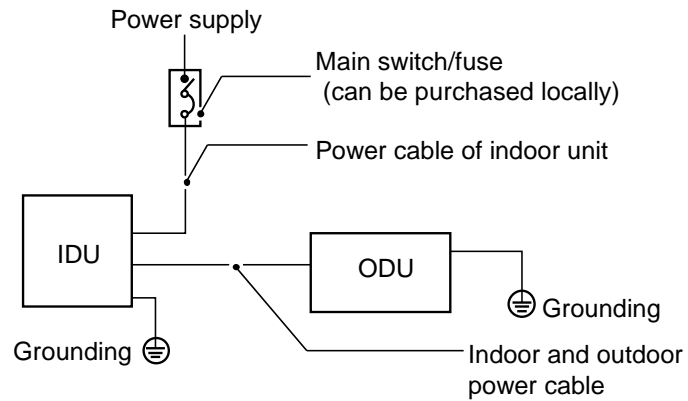 Power supply
Main switch/fuse
(can be purchased locally)
Power cable of indoor unit
IDU
ODU
Grounding
Grounding
Indoor and outdoor
power cable